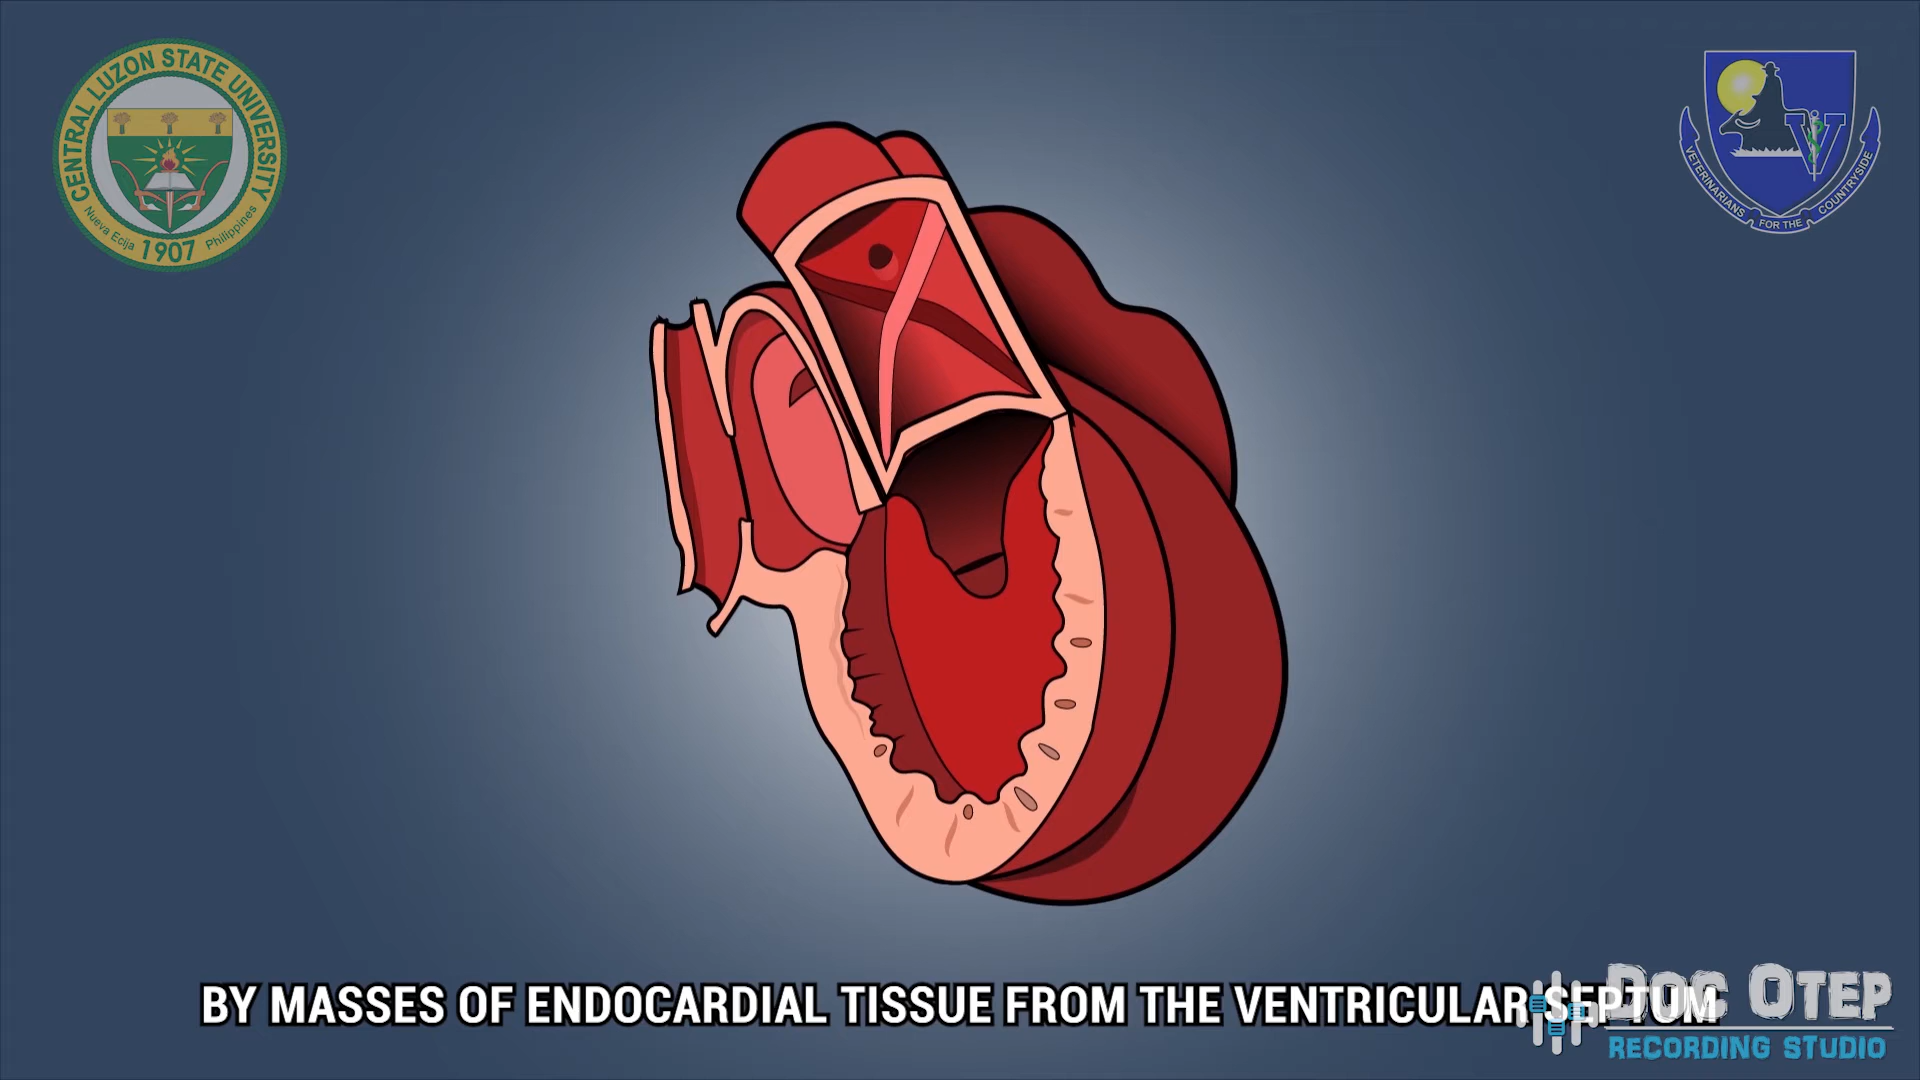 CENTRAL LUZON STATE UNIVERSITY
Nueva Ecija 1907 Philippines
V
VETERINARIANS FOR THE COUNTRYSIDE
BY MASSES OF ENDOCARDIAL TISSUE FROM THE VENTRICULAR SEPTUM
DOC OTEP
RECORDING STUDIO